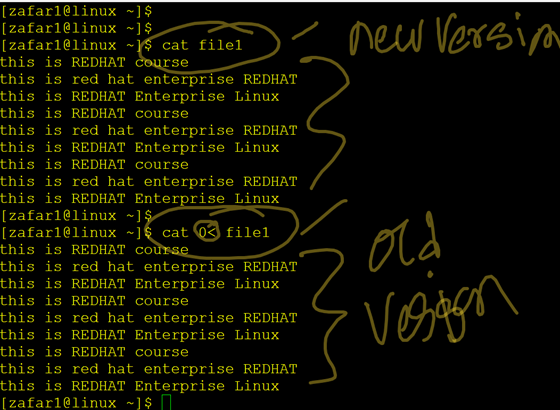 [zafar1@linux ~]$
[zafar1@linux ~]$
[zafar1@linux ~]$ cat file1
new version
this is REDHAT course
this is red hat enterprise REDHAT
this is REDHAT Enterprise Linux
this is REDHAT course
this is red hat enterprise REDHAT
this is REDHAT Enterprise Linux
this is REDHAT course
this is red hat enterprise REDHAT
this is REDHAT Enterprise Linux
[zafar1@linux ~]$
[zafar1@linux ~]$ cat 0< file1
old
version
this is REDHAT course
this is red hat enterprise REDHAT
this is REDHAT Enterprise Linux
this is REDHAT course
this is red hat enterprise REDHAT
this is REDHAT Enterprise Linux
this is REDHAT course
this is red hat enterprise REDHAT
this is REDHAT Enterprise Linux
[zafar1@linux ~]$